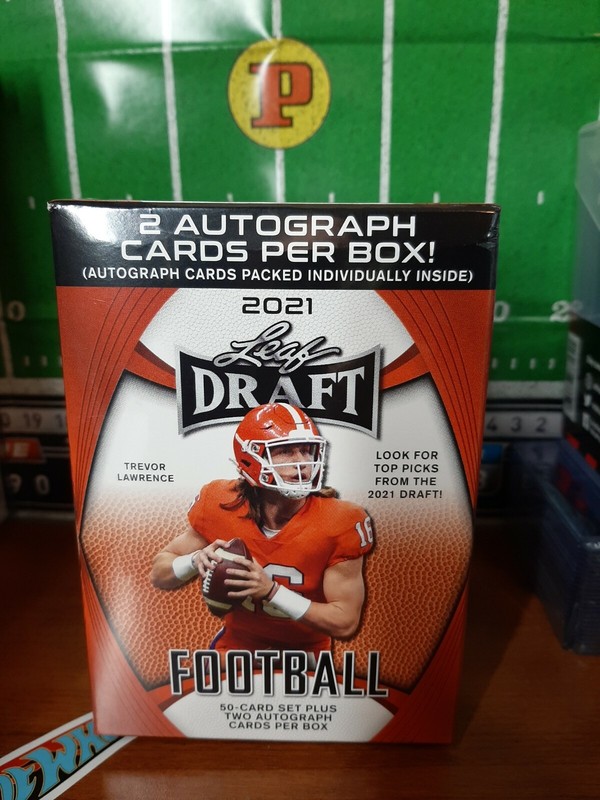 P
2 AUTOGRAPH
CARDS PER BOX!
(AUTOGRAPH CARDS PACKED INDIVIDUALLY INSIDE)
2021
Leaf
DRAFT
TREVOR
LAWRENCE
LOOK FOR
TOP PICKS
FROM THE
2021 DRAFT!
16
16
FOOTBALL
50-CARD SET PLUS
TWO AUTOGRAPH
CARDS PER BOX